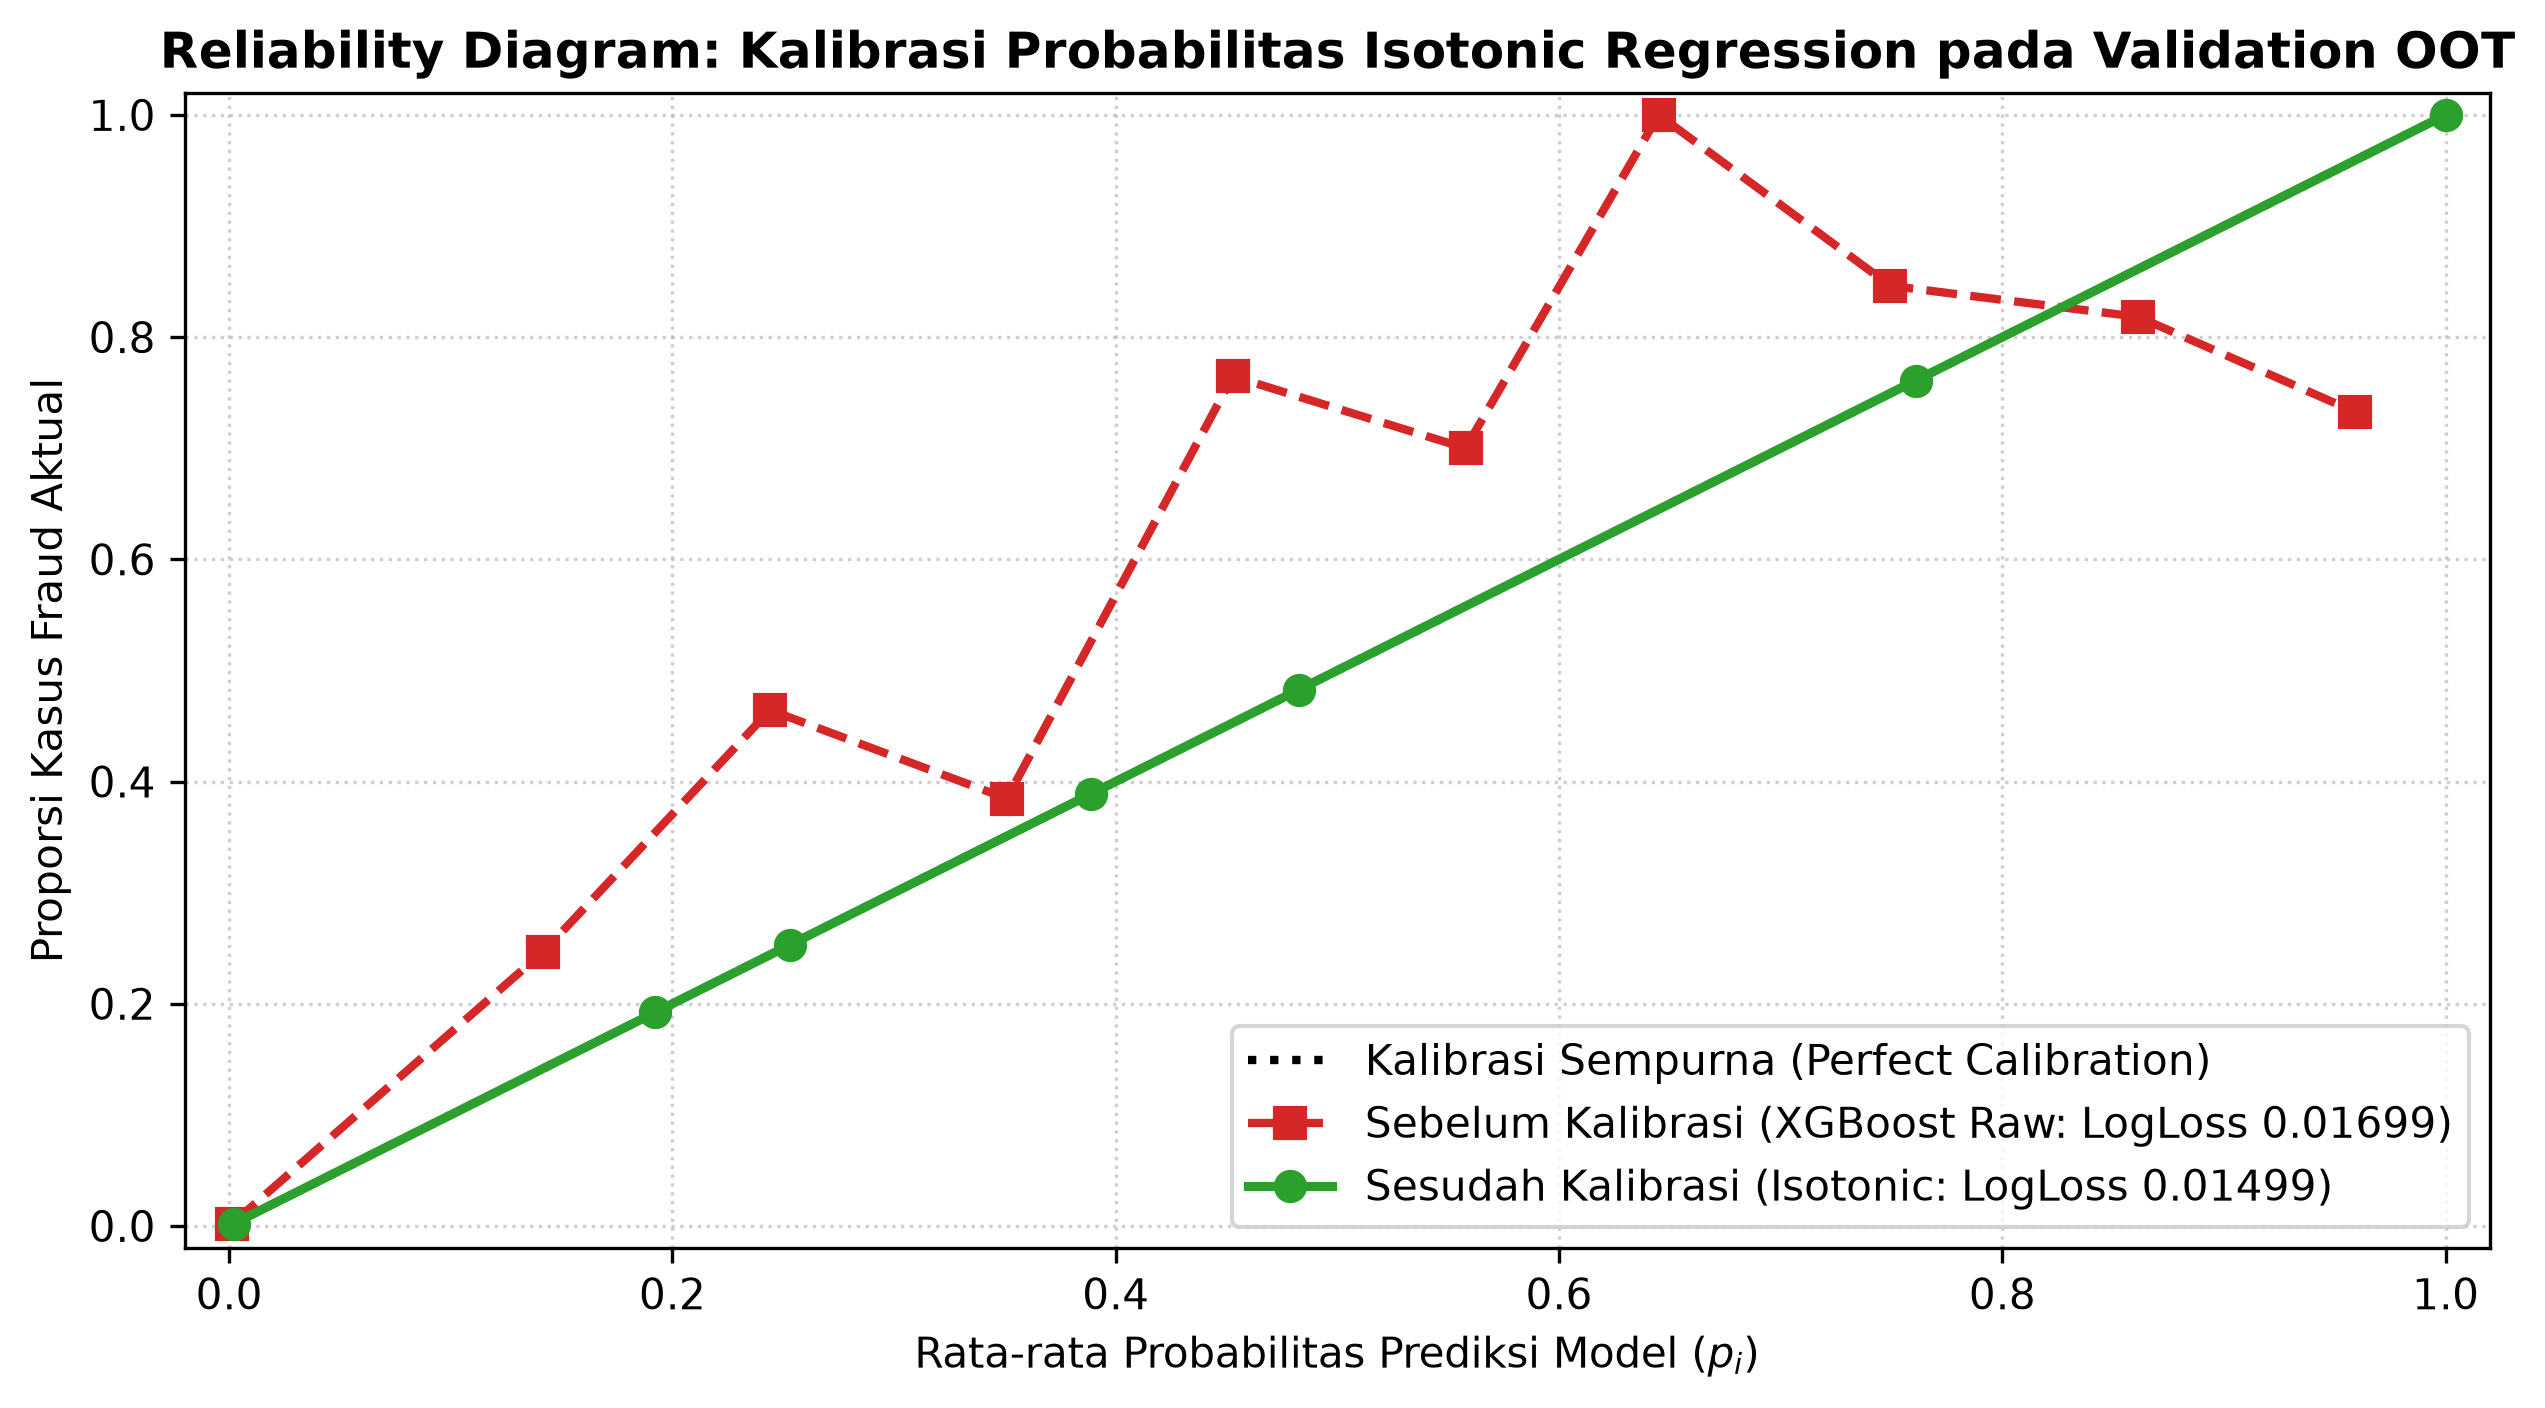 Reliability Diagram: Kalibrasi Probabilitas Isotonic Regression pada Validation OOT
1.0
0.8
0.6
0.4
0.2
0.0
Proporsi Kasus Fraud Aktual
Kalibrasi Sempurna (Perfect Calibration)
Sebelum Kalibrasi (XGBoost Raw: LogLoss 0.01699)
Sesudah Kalibrasi (Isotonic: LogLoss 0.01499)
0.0 0.2 0.4 0.6 0.8 1.0
Rata-rata Probabilitas Prediksi Model (pᵢ)